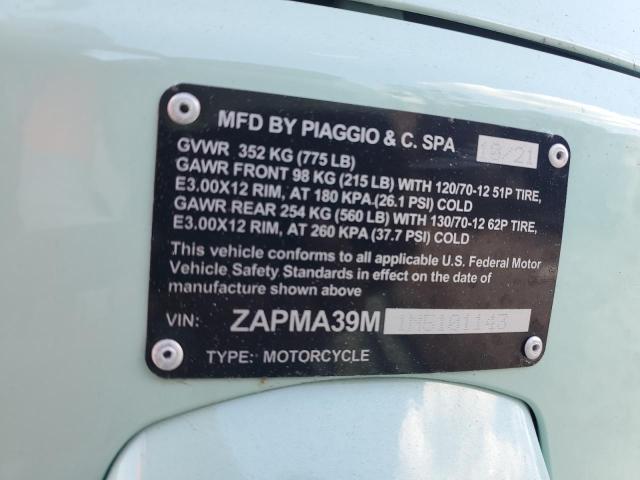 MFD BY PIAGGIO & C. SPA
GVWR 352 KG (775 LB)
GAWR FRONT 98 KG (215 LB) WITH 120/70-12 51P TIRE,
E3.00X12 RIM, AT 180 KPA.(26.1 PSI) COLD
GAWR REAR 254 KG (560 LB) WITH 130/70-12 62P TIRE,
E3.00X12 RIM, AT 260 KPA (37.7 PSI) COLD
This vehicle conforms to all applicable U.S. Federal Motor
Vehicle Safety Standards in effect on the date of
manufacture shown above
VIN: ZAPMA39M
TYPE: MOTORCYCLE